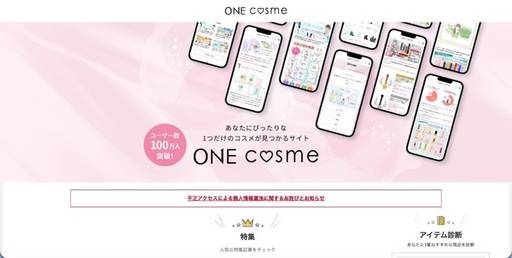 ONE cosme
ユーザー数
100万人
突破!
あなたにぴったりな
1つだけのコスメが見つかるサイト
ONE cosme
不正アクセスによる個人情報漏洩に関するお詫びとお知らせ
特集
人気な特集記事をチェック
アイテム診断
あなたに1番おすすめな商品を診断